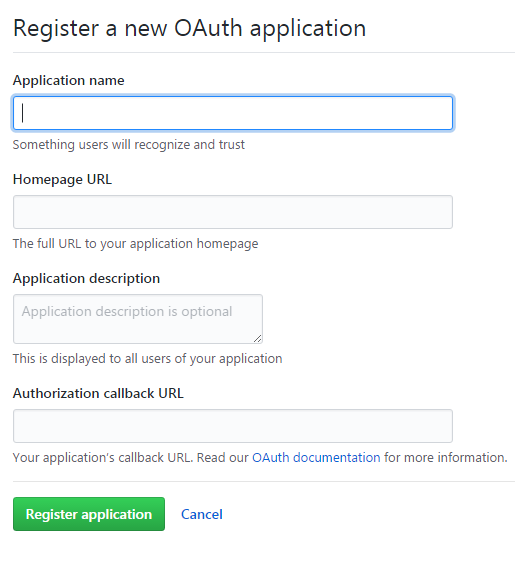 Register a new OAuth application
Application name
Something users will recognize and trust
Homepage URL
The full URL to your application homepage
Application description
Application description is optional
This is displayed to all users of your application
Authorization callback URL
Your application's callback URL. Read our OAuth documentation for more information.
Register application Cancel